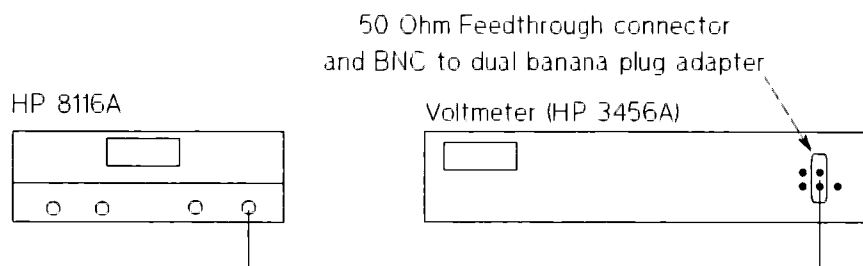 50 Ohm Feedthrough connector
and BNC to dual banana plug adapter
HP 8116A
Voltmeter (HP 3456A)